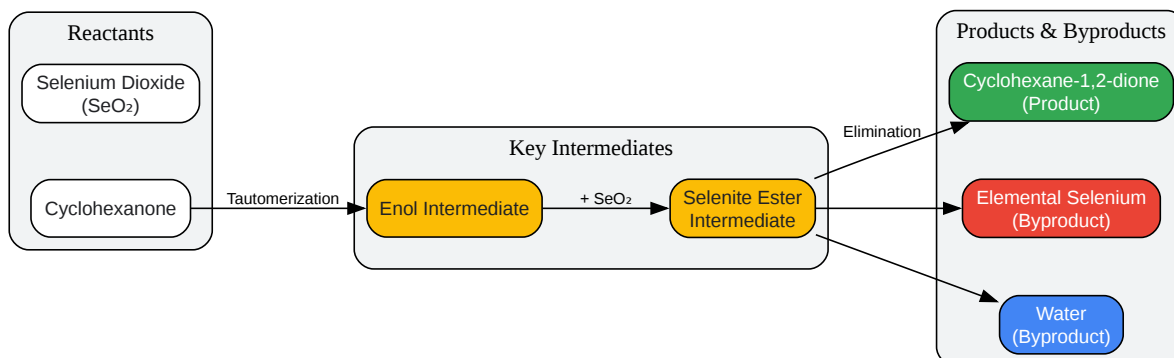 Reactants
Selenium Dioxide
(SeO₂)
Cyclohexanone
Tautomerization
Key Intermediates
Enol Intermediate
+ SeO₂
Selenite Ester
Intermediate
Elimination
Products & Byproducts
Cyclohexane-1,2-dione
(Product)
Elemental Selenium
(Byproduct)
Water
(Byproduct)